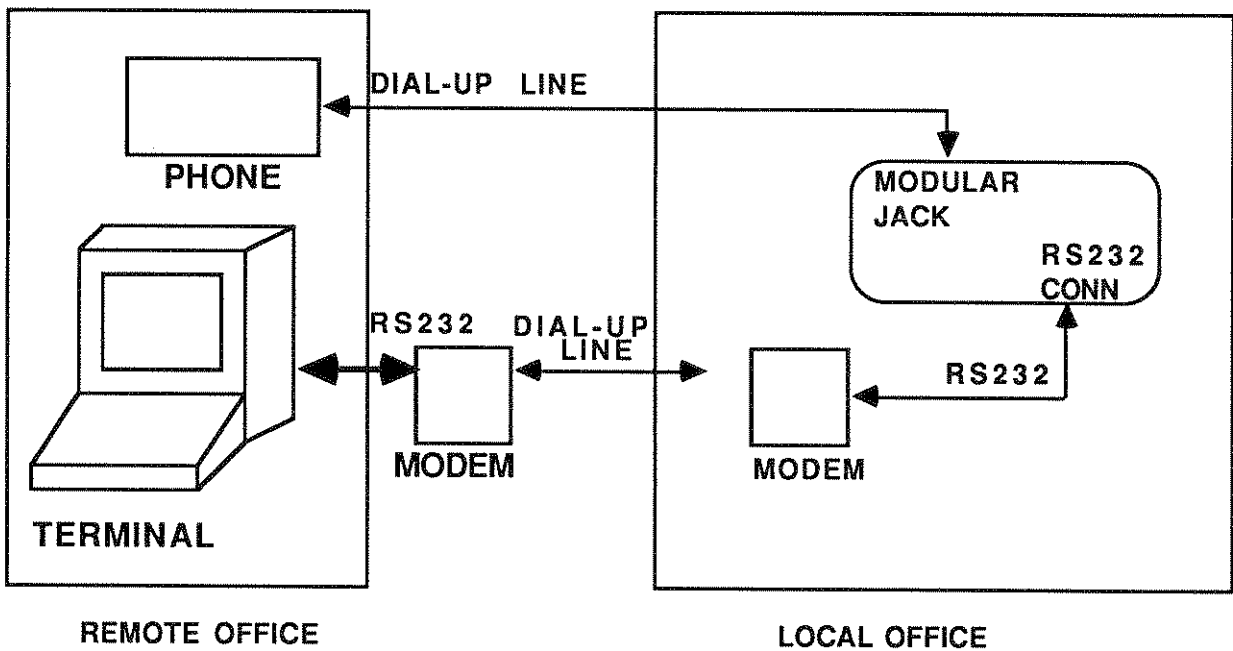 DIAL-UP LINE
PHONE
MODULAR
JACK
RS232
CONN
RS232
DIAL-UP
LINE
RS232
MODEM
MODEM
TERMINAL
REMOTE OFFICE
LOCAL OFFICE